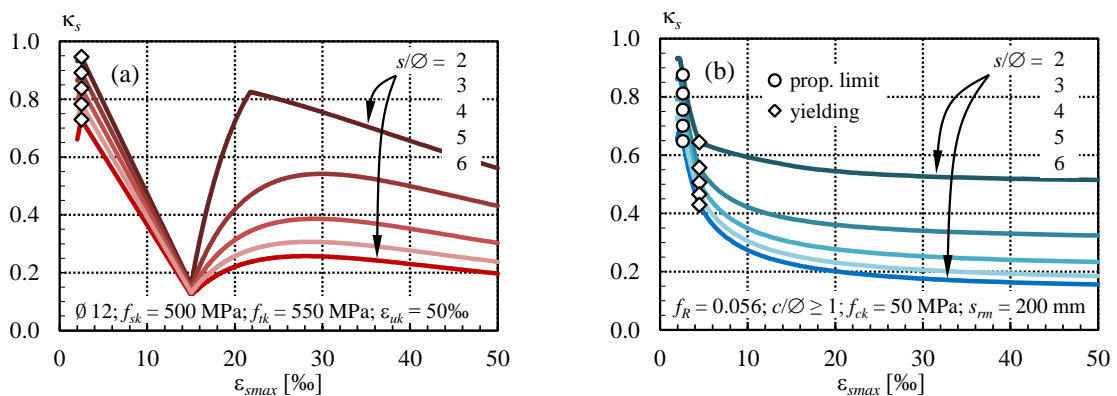 κs
1.0
0.8
0.6
0.4
0.2
0.0
(a)
s/Ø = 2
3
4
5
6
Ø 12; fsk = 500 MPa; ftk = 550 MPa; εuk = 50‰
0 10 20 30 40 50
εsmax [‰]
κs
1.0
0.8
0.6
0.4
0.2
0.0
(b)
prop. limit
yielding
s/Ø = 2
3
4
5
6
fR = 0.056; c/Ø ≥ 1; fck = 50 MPa; srm = 200 mm
0 10 20 30 40 50
εsmax [‰]